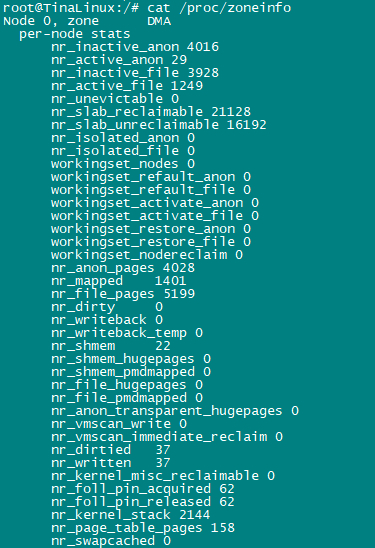 root@TinaLinux:/# cat /proc/zoneinfo
Node 0, zone      DMA
  per-node stats
      nr_inactive_anon 4016
      nr_active_anon 29
      nr_inactive_file 3928
      nr_active_file 1249
      nr_unevictable 0
      nr_slab_reclaimable 21128
      nr_slab_unreclaimable 16192
      nr_isolated_anon 0
      nr_isolated_file 0
      workingset_nodes 0
      workingset_refault_anon 0
      workingset_refault_file 0
      workingset_activate_anon 0
      workingset_activate_file 0
      workingset_restore_anon 0
      workingset_restore_file 0
      workingset_nodereclaim 0
      nr_anon_pages 4028
      nr_mapped    1401
      nr_file_pages 5199
      nr_dirty     0
      nr_writeback 0
      nr_writeback_temp 0
      nr_shmem     22
      nr_shmem_hugepages 0
      nr_shmem_pmdmapped 0
      nr_file_hugepages 0
      nr_file_pmdmapped 0
      nr_anon_transparent_hugepages 0
      nr_vmscan_write 0
      nr_vmscan_immediate_reclaim 0
      nr_dirtied   37
      nr_written   37
      nr_kernel_misc_reclaimable 0
      nr_foll_pin_acquired 62
      nr_foll_pin_released 62
      nr_kernel_stack 2144
      nr_page_table_pages 158
      nr_swapcached 0